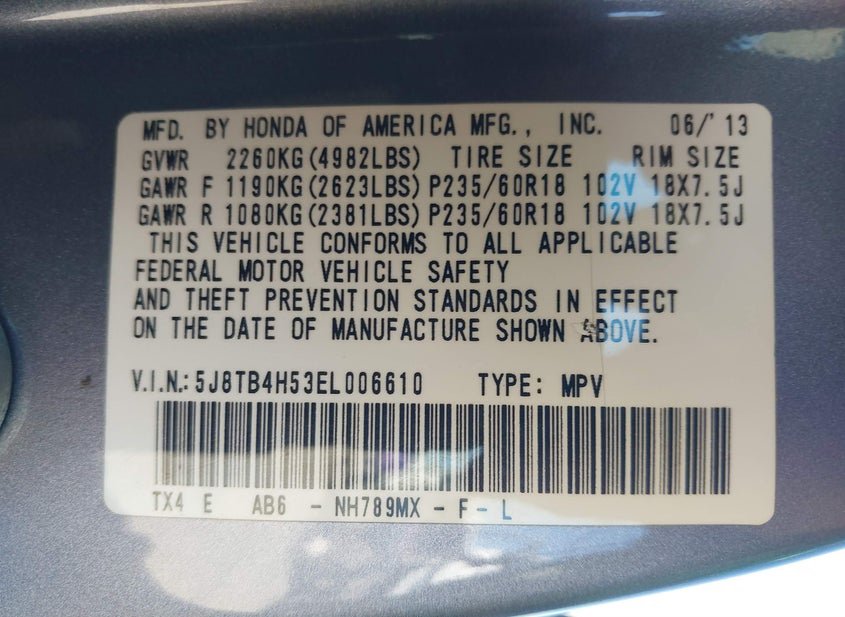 MFD. BY HONDA OF AMERICA MFG., INC. 06/'13
GVWR 2260KG(4982LBS) TIRE SIZE RIM SIZE
GAWR F 1190KG(2623LBS) P235/60R18 102V 18X7.5J
GAWR R 1080KG(2381LBS) P235/60R18 102V 18X7.5J
THIS VEHICLE CONFORMS TO ALL APPLICABLE
FEDERAL MOTOR VEHICLE SAFETY
AND THEFT PREVENTION STANDARDS IN EFFECT
ON THE DATE OF MANUFACTURE SHOWN ABOVE.
V.I.N.: 5J8TB4H53EL006610 TYPE: MPV
TX4 E AB6 - NH789MX - F - L